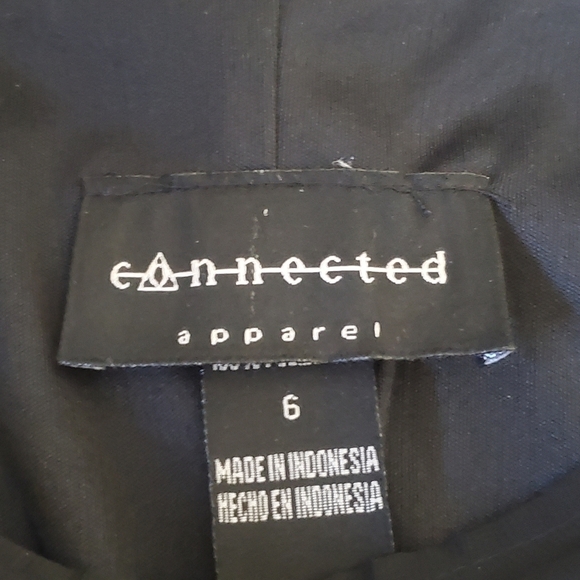 connected
apparel
6
MADE IN INDONESIA
HECHO EN INDONESIA